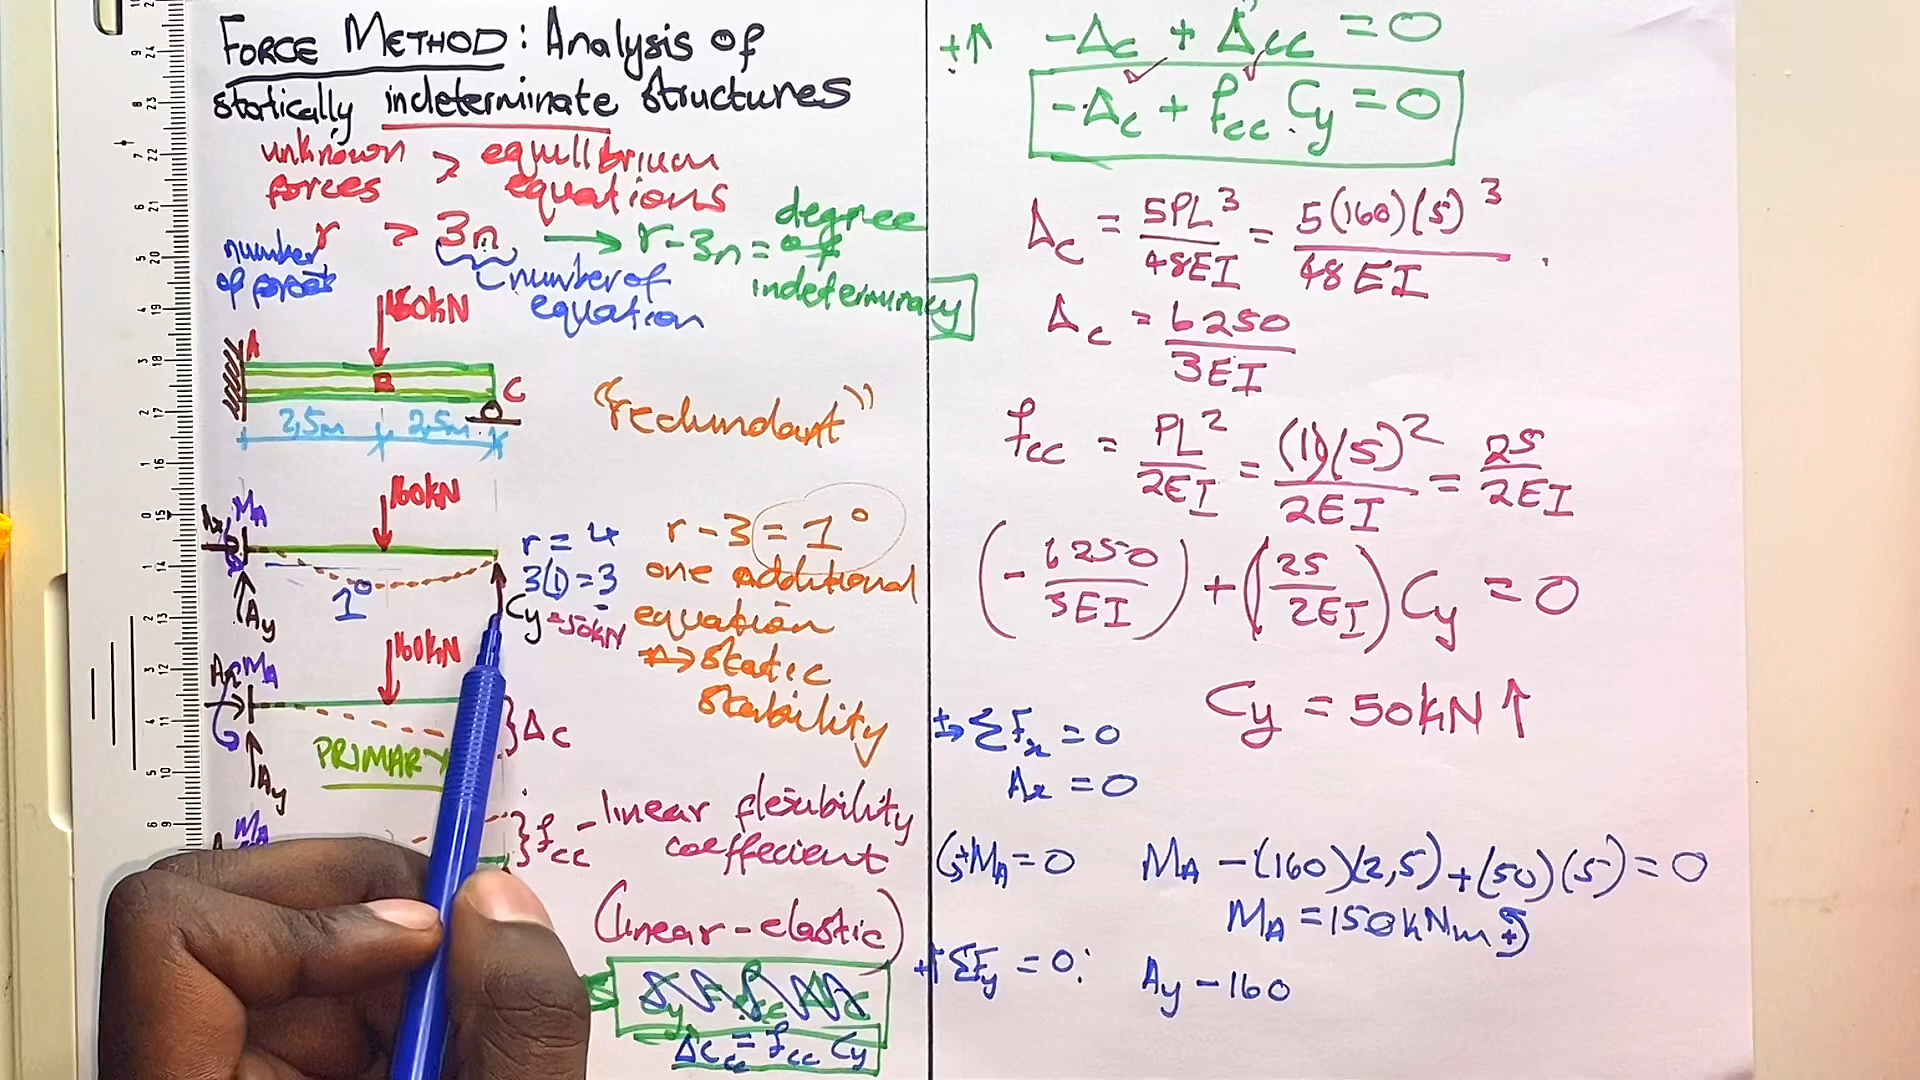 FORCE METHOD: Analysis of
statically indeterminate structures
unknown forces > equilibrium equations
r > 3n → r - 3n = degree of indeterminacy
number of forces
number of equation
160kN
A
B
C
2,5m 2,5m
"redundant"
MA
160kN
Ax
Ay
1°
r = 4
3(1) = 3
Cy = 50kN
r - 3 = 1°
one additional
equation
→ static
stability
160kN
Ax MA
Ay
PRIMARY
}ΔC
MA
}fcc - linear flexibility
coeffecient
(linear-elastic)
ΔCcc = fcc Cy
+↑ -Δc + Δcc = 0
-Δc + fcc . Cy = 0
Δc = 5PL³/48EI = 5(160)(5)³/48EI
Δc = 6250/3EI
fcc = PL²/2EI = (1)(5)²/2EI = 25/2EI
(-6250/3EI) + (25/2EI) Cy = 0
Cy = 50kN ↑
+→ ΣFx = 0
Ax = 0
+MA = 0 MA - (160)(2,5) + (50)(5) = 0
MA = 150kNm
+↑ ΣFy = 0: Ay - 160